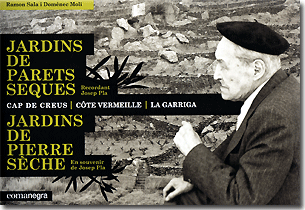 Ramon Sala i Domènec Moli
JARDINS
DE
PARETS
SEQUES
Recordant
Josep Pla
CAP DE CREUS | CÔTE VERMEILLE | LA GARRIGA
JARDINS
DE
PIERRE
SÈCHE
En souvenir
de Josep Pla
comanegra